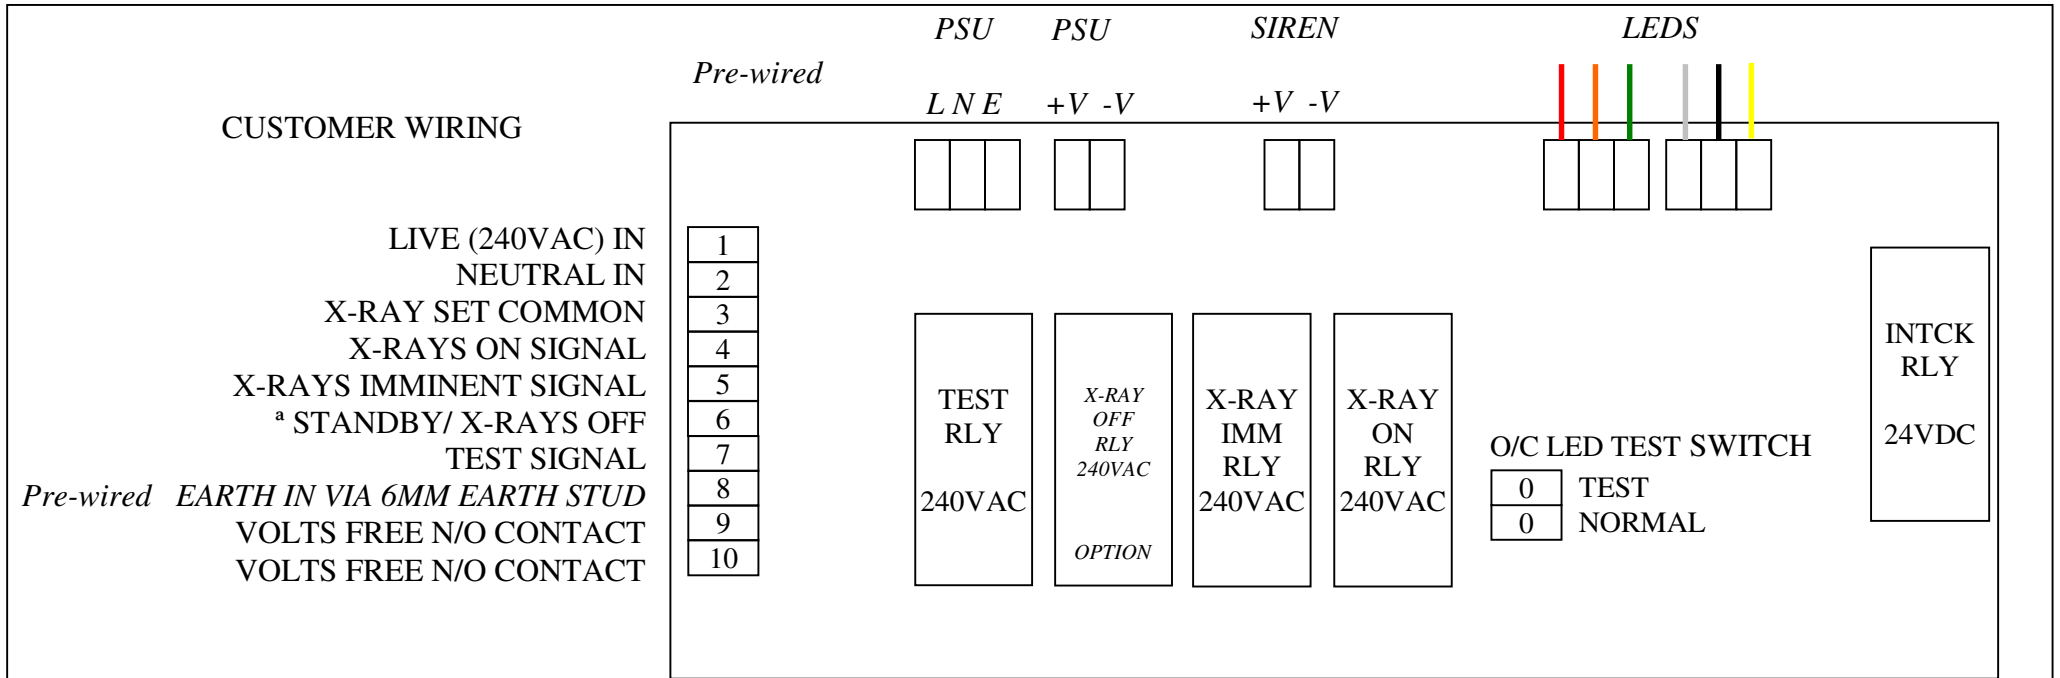 PSU PSU SIREN LEDS
Pre-wired
L N E +V -V +V -V
CUSTOMER WIRING
LIVE (240VAC) IN 1
NEUTRAL IN 2
X-RAY SET COMMON 3
X-RAYS ON SIGNAL 4
X-RAYS IMMINENT SIGNAL 5
ª STANDBY/ X-RAYS OFF 6
TEST SIGNAL 7
Pre-wired EARTH IN VIA 6MM EARTH STUD 8
VOLTS FREE N/O CONTACT 9
VOLTS FREE N/O CONTACT 10
TEST
RLY
240VAC
X-RAY
OFF
RLY
240VAC
OPTION
X-RAY
IMM
RLY
240VAC
X-RAY
ON
RLY
240VAC
O/C LED TEST SWITCH
0 TEST
0 NORMAL
INTCK
RLY
24VDC